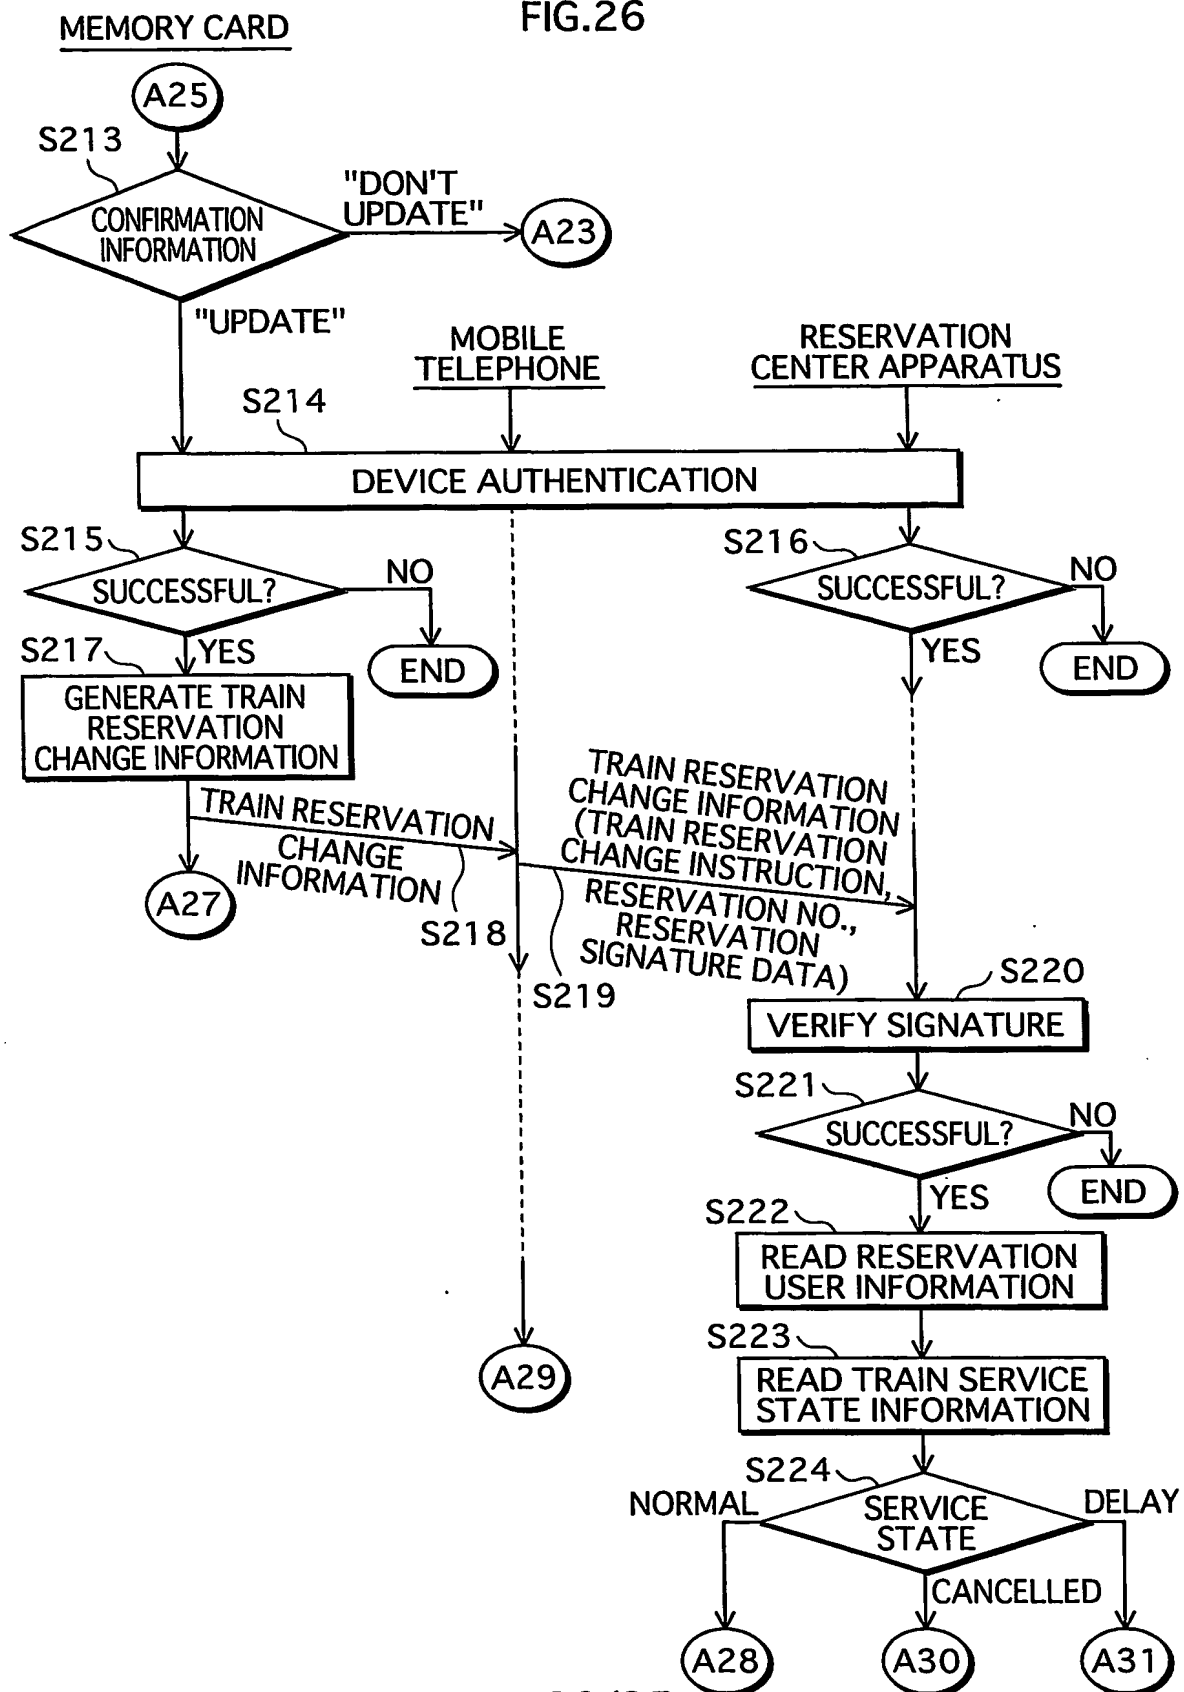 FIG.26
MEMORY CARD
A25
S213
CONFIRMATION
INFORMATION
"DON'T
UPDATE"
A23
"UPDATE"
MOBILE
TELEPHONE
RESERVATION
CENTER APPARATUS
S214
DEVICE AUTHENTICATION
S215
SUCCESSFUL?
NO
END
YES
S216
SUCCESSFUL?
NO
END
YES
S217
GENERATE TRAIN
RESERVATION
CHANGE INFORMATION
TRAIN RESERVATION
CHANGE
INFORMATION
S218
A27
TRAIN RESERVATION
CHANGE INFORMATION
(TRAIN RESERVATION
CHANGE INSTRUCTION,
RESERVATION NO.,
RESERVATION
SIGNATURE DATA)
S219
S220
VERIFY SIGNATURE
S221
SUCCESSFUL?
NO
END
YES
S222
READ RESERVATION
USER INFORMATION
S223
READ TRAIN SERVICE
STATE INFORMATION
A29
S224
SERVICE
STATE
NORMAL
DELAY
CANCELLED
A28
A30
A31